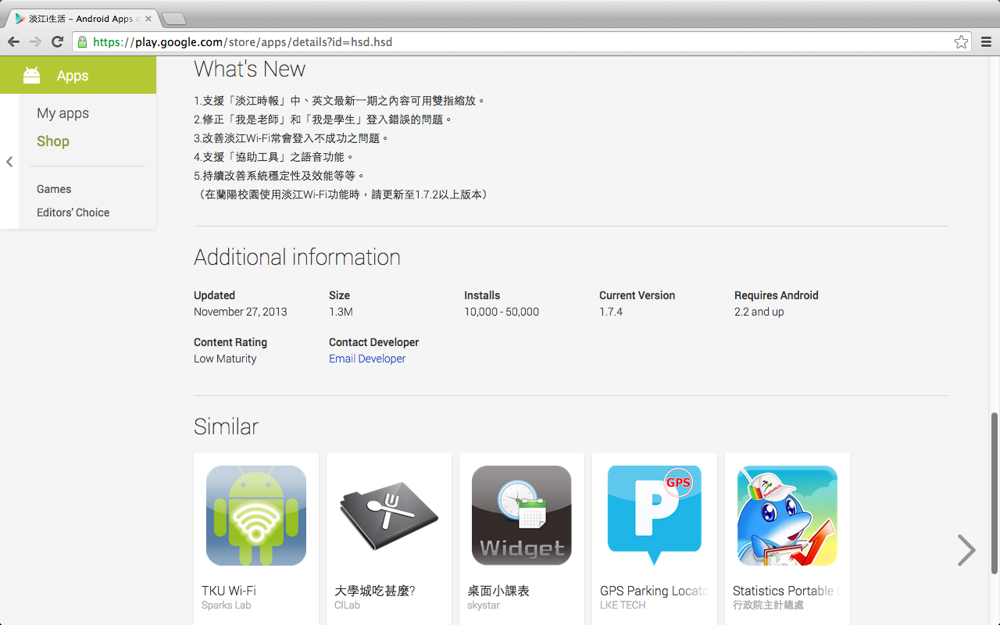 淡江i生活 - Android Apps o
https://play.google.com/store/apps/details?id=hsd.hsd
Apps
My apps
Shop
Games
Editors' Choice
What's New
1.支援「淡江時報」中、英文最新一期之內容可用雙指縮放。
2.修正「我是老師」和「我是學生」登入錯誤的問題。
3.改善淡江Wi-Fi常會登入不成功之問題。
4.支援「協助工具」之語音功能。
5.持續改善系統穩定性及效能等等。
（在蘭陽校園使用淡江Wi-Fi功能時，請更新至1.7.2以上版本）
Additional information
Updated Size Installs Current Version Requires Android
November 27, 2013 1.3M 10,000 - 50,000 1.7.4 2.2 and up
Content Rating Contact Developer
Low Maturity Email Developer
Similar
GPS
Statistics
Widget
TKU Wi-Fi 大學城吃甚麼? 桌面小課表 GPS Parking Locato Statistics Portable
Sparks Lab CILab skystar LKE TECH 行政院主計總處